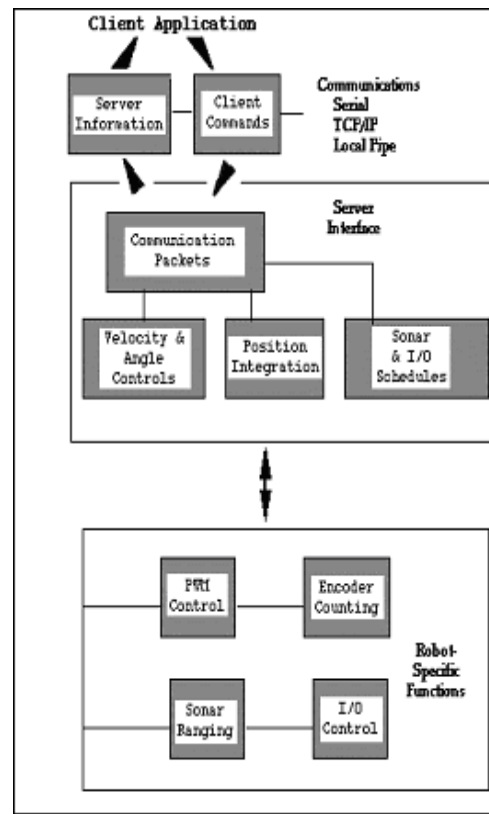 Client Application
Server
Information
Client
Commands
Communications
Serial
TCP/IP
Local Pipe
Server
Interface
Communication
Packets
Velocity &
Angle
Controls
Position
Integration
Sonar
& I/O
Schedules
PWM
Control
Encoder
Counting
Robot-
Specific
Functions
Sonar
Ranging
I/O
Control